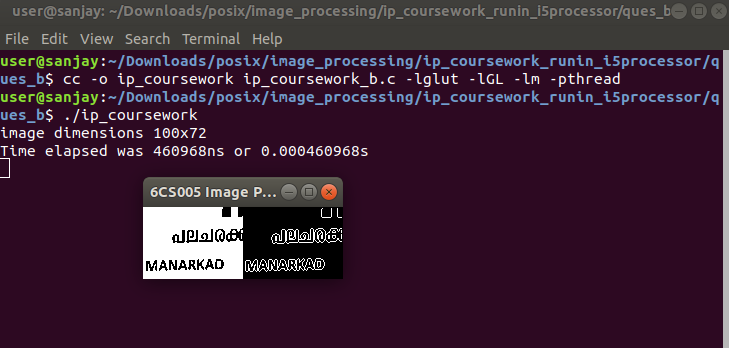 user@sanjay: ~/Downloads/posix/image_processing/ip_coursework_runin_i5processor/ques_b
File Edit View Search Terminal Help
user@sanjay:~/Downloads/posix/image_processing/ip_coursework_runin_i5processor/q
ues_b$ cc -o ip_coursework ip_coursework_b.c -lglut -lGL -lm -pthread
user@sanjay:~/Downloads/posix/image_processing/ip_coursework_runin_i5processor/q
ues_b$ ./ip_coursework
image dimensions 100x72
Time elapsed was 460968ns or 0.000460968s
6CS005 Image P...
പലചരക്ക പലചരക്ക
MANARKAD MANARKAD